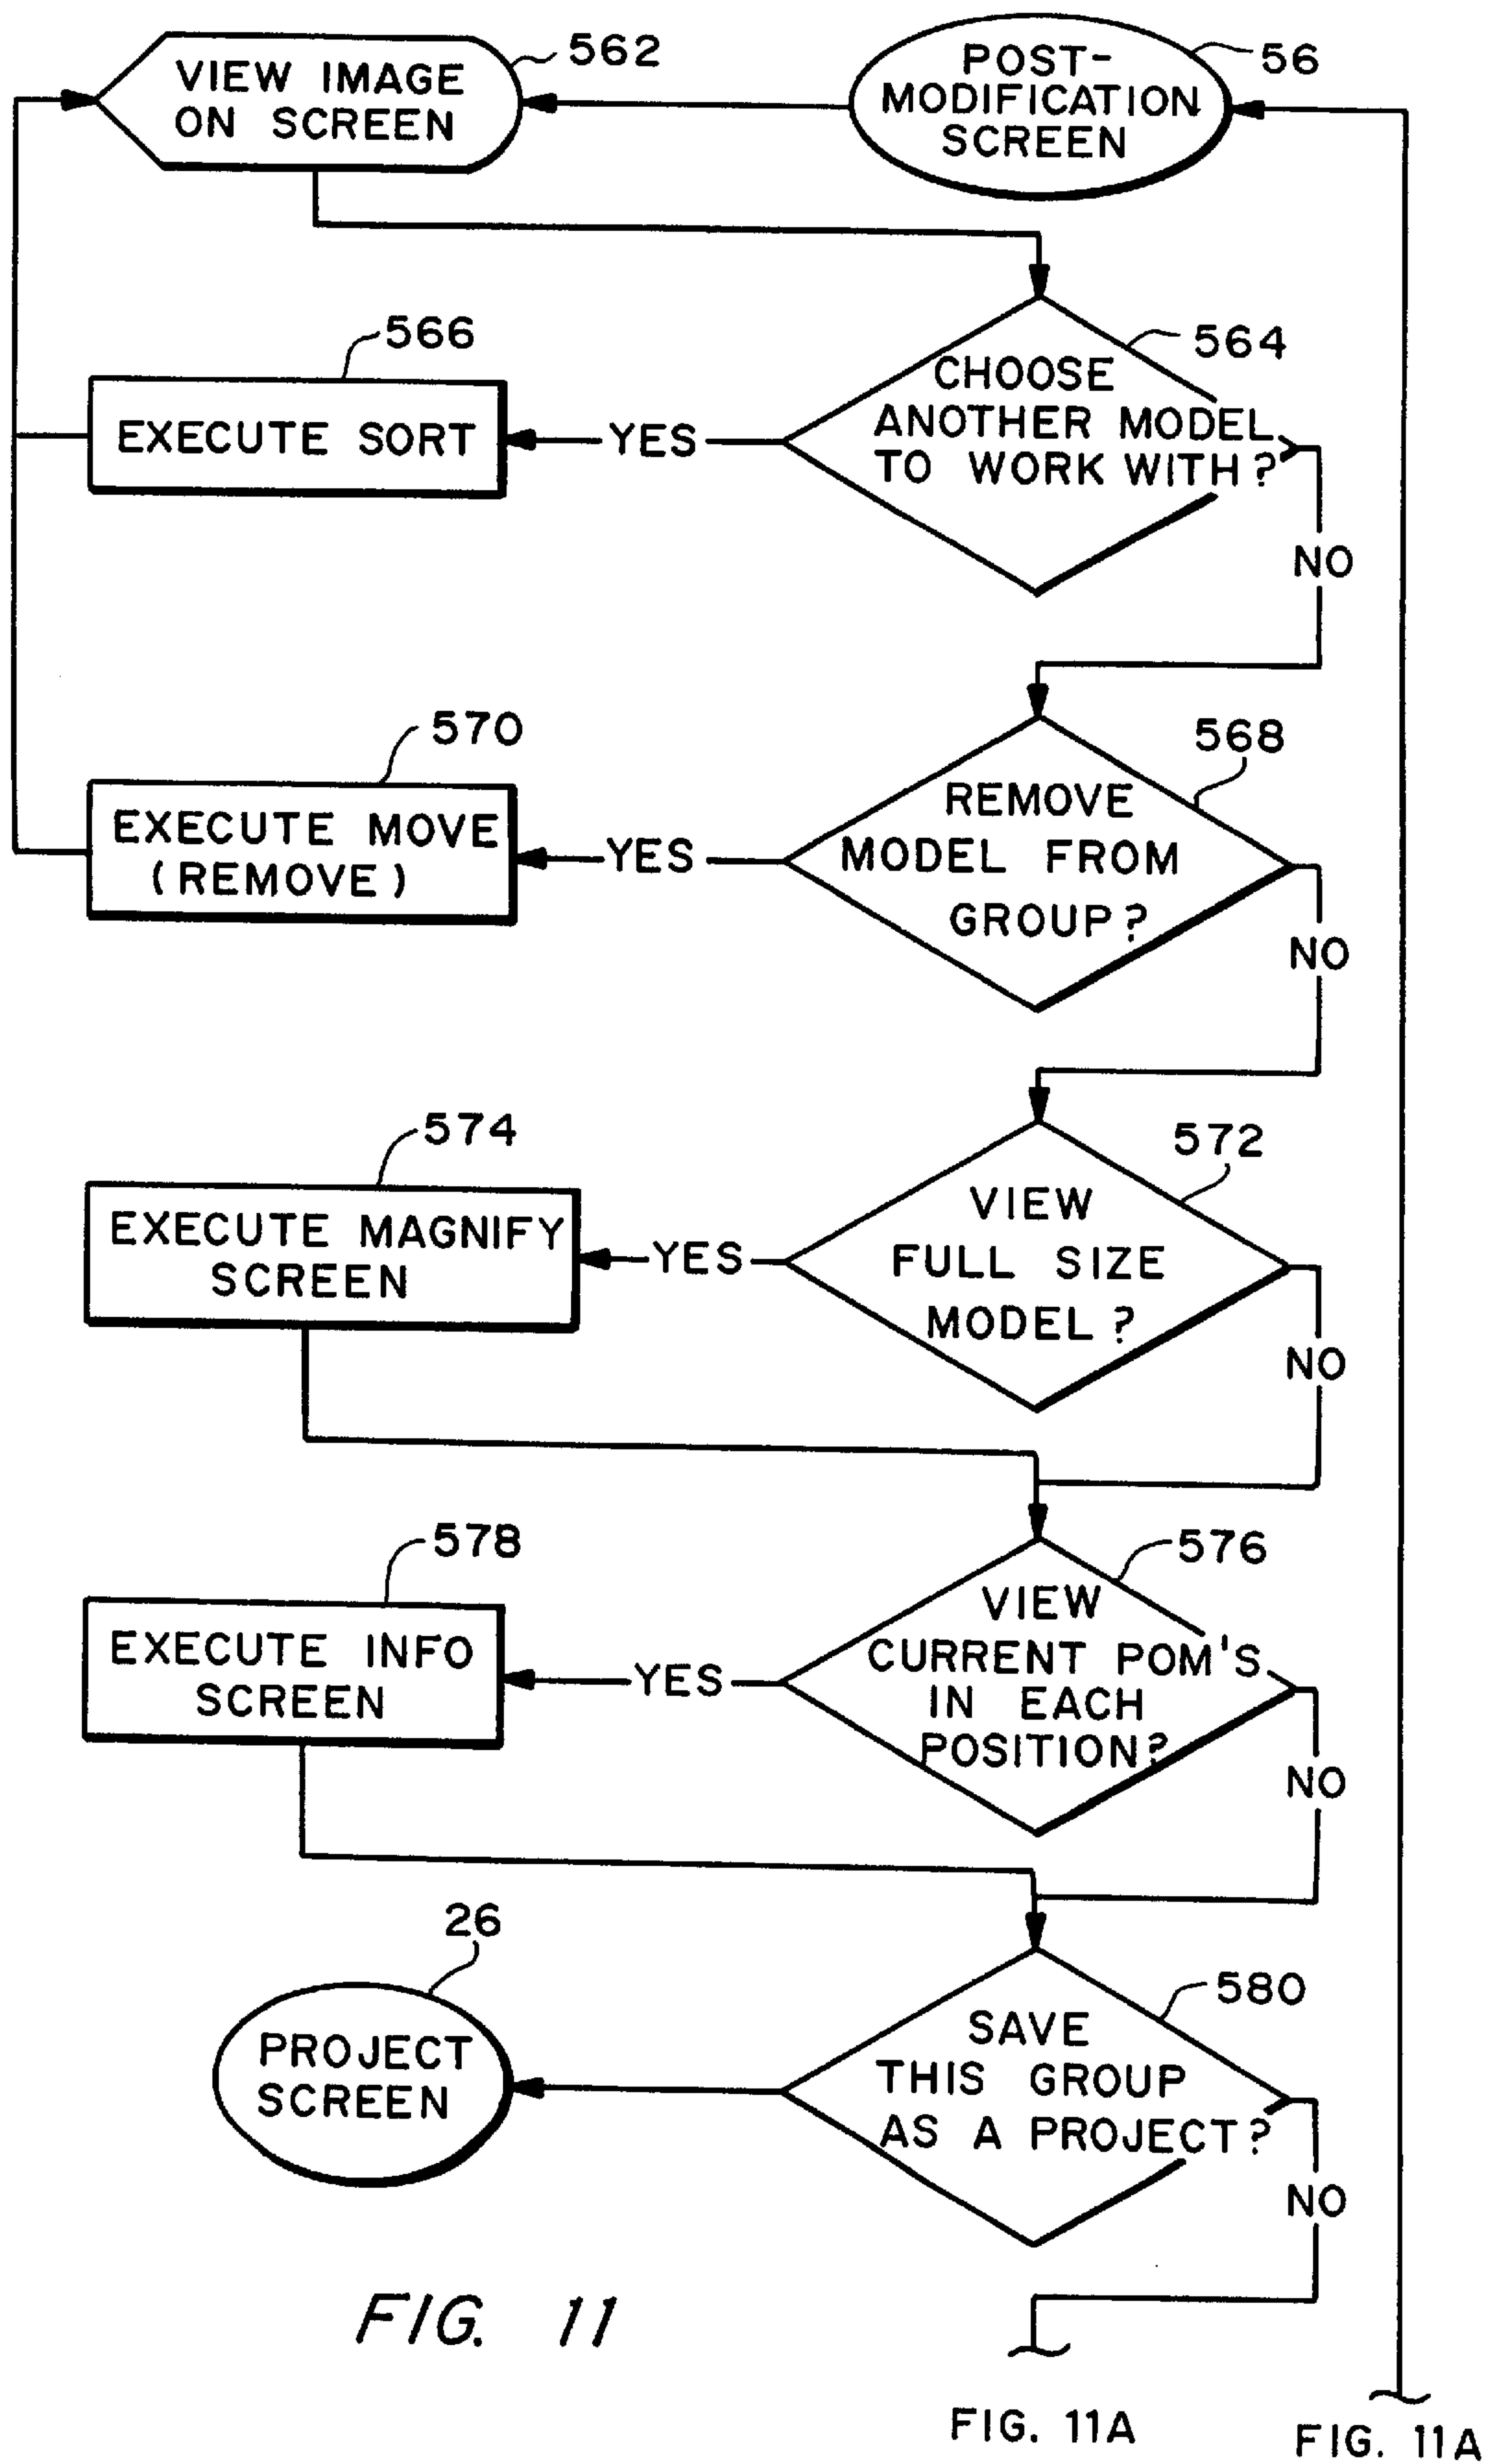 VIEW IMAGE
ON SCREEN
562
POST-
MODIFICATION
SCREEN
56
566
EXECUTE SORT
YES
564
CHOOSE
ANOTHER MODEL
TO WORK WITH?
NO
570
EXECUTE MOVE
(REMOVE)
YES
568
REMOVE
MODEL FROM
GROUP?
NO
574
EXECUTE MAGNIFY
SCREEN
YES
572
VIEW
FULL SIZE
MODEL?
NO
578
EXECUTE INFO
SCREEN
YES
576
VIEW
CURRENT POM'S
IN EACH
POSITION?
NO
26
PROJECT
SCREEN
580
SAVE
THIS GROUP
AS A PROJECT?
NO
FIG. 11
FIG. 11A
FIG. 11A